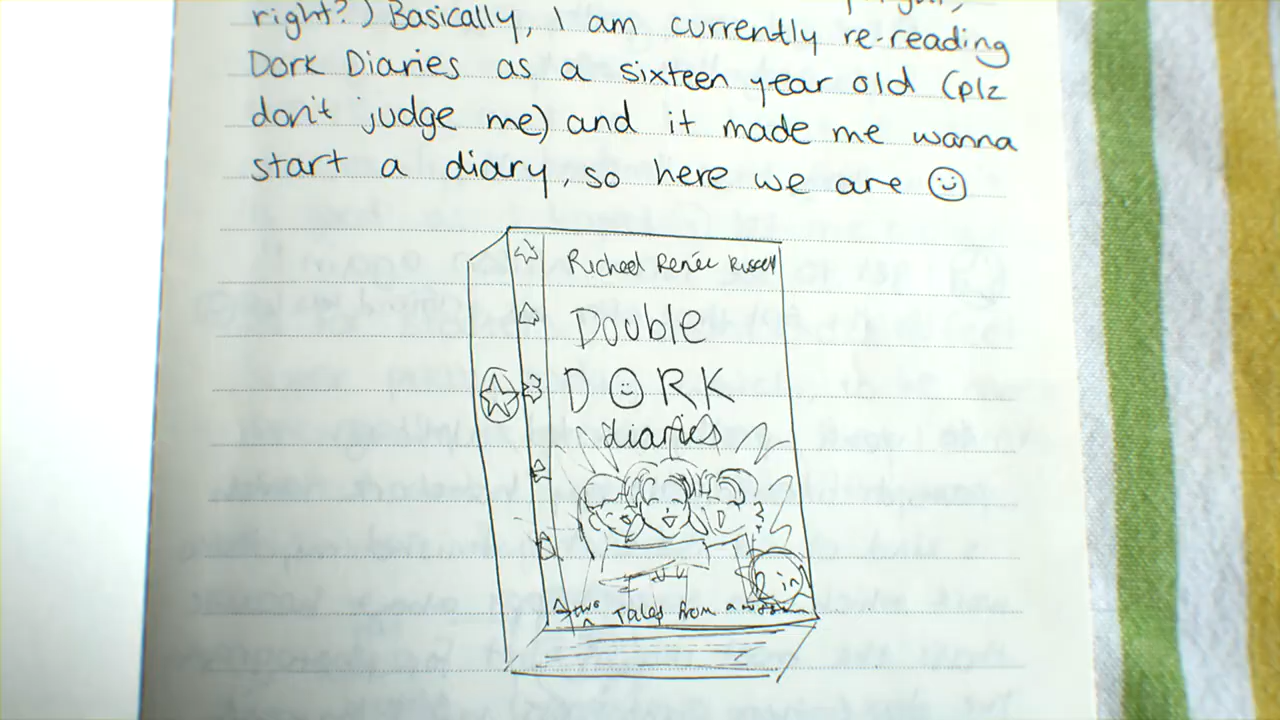 right?) Basically, I am currently re-reading
Dork Diaries as a sixteen year old (plz
don't judge me) and it made me wanna
start a diary, so here we are ☺
Renée Russell
Double
DORK
diaries
Tales from a